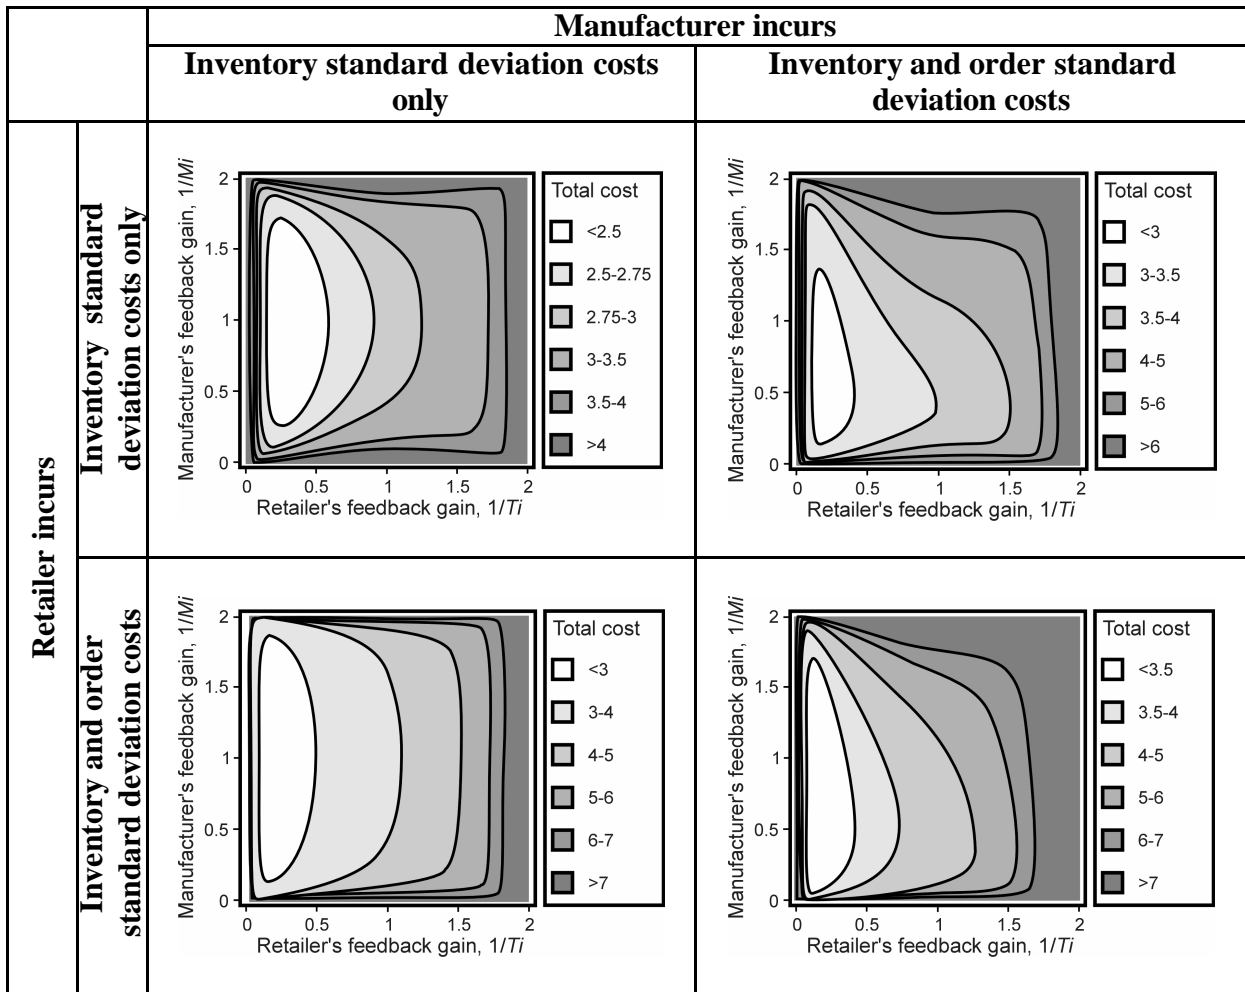 Manufacturer incurs
Inventory standard deviation costs
only
Inventory and order standard
deviation costs
Retailer incurs
Inventory standard
deviation costs only
Manufacturer's feedback gain, 1/Mi
2
1.5
1
0.5
0
0
0.5
1
1.5
2
Retailer's feedback gain, 1/Ti
Total cost
<2.5
2.5-2.75
2.75-3
3-3.5
3.5-4
>4
Manufacturer's feedback gain, 1/Mi
2
1.5
1
0.5
0
0
0.5
1
1.5
2
Retailer's feedback gain, 1/Ti
Total cost
<3
3-3.5
3.5-4
4-5
5-6
>6
Inventory and order
standard deviation costs
Manufacturer's feedback gain, 1/Mi
2
1.5
1
0.5
0
0
0.5
1
1.5
2
Retailer's feedback gain, 1/Ti
Total cost
<3
3-4
4-5
5-6
6-7
>7
Manufacturer's feedback gain, 1/Mi
2
1.5
1
0.5
0
0
0.5
1
1.5
2
Retailer's feedback gain, 1/Ti
Total cost
<3.5
3.5-4
4-5
5-6
6-7
>7